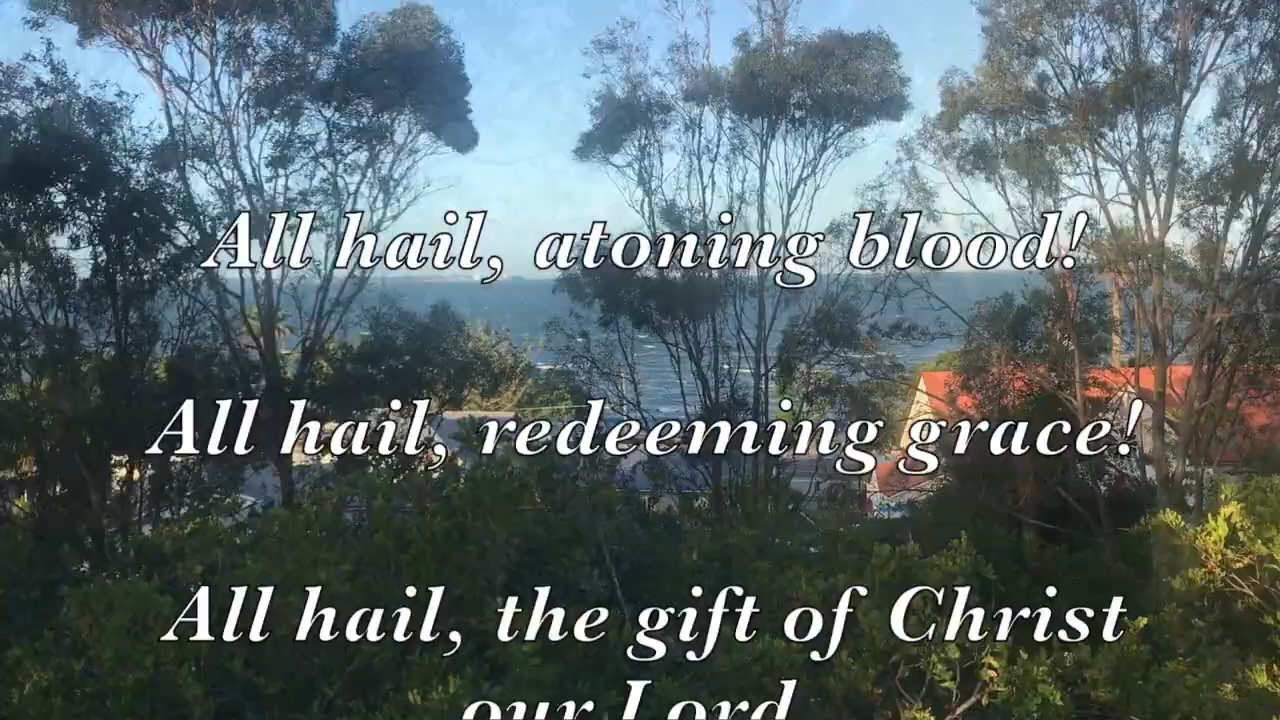 All hail, atoning blood!
All hail, redeeming grace!
All hail, the gift of Christ
our Lord